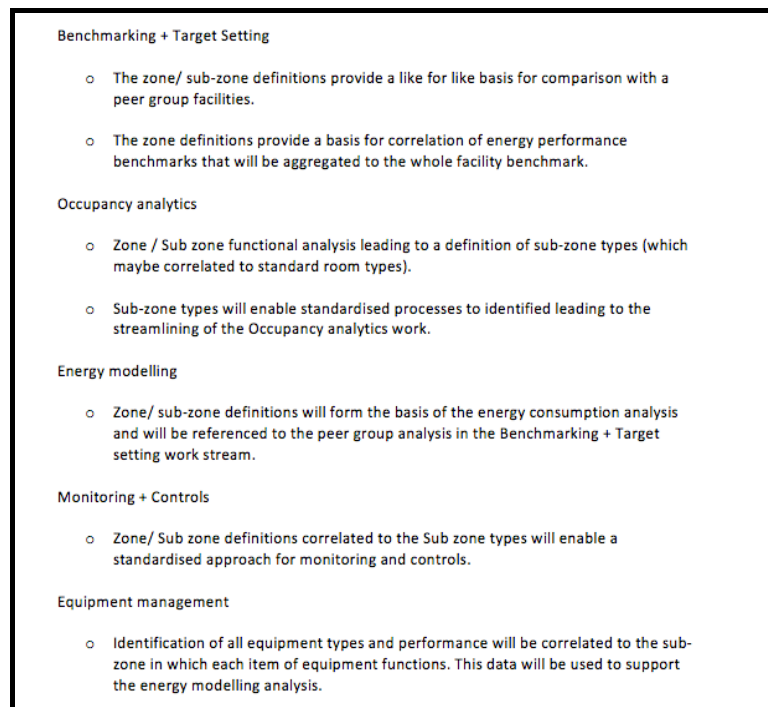 Benchmarking + Target Setting
o The zone/ sub-zone definitions provide a like for like basis for comparison with a
peer group facilities.
o The zone definitions provide a basis for correlation of energy performance
benchmarks that will be aggregated to the whole facility benchmark.
Occupancy analytics
o Zone / Sub zone functional analysis leading to a definition of sub-zone types (which
maybe correlated to standard room types).
o Sub-zone types will enable standardised processes to identified leading to the
streamlining of the Occupancy analytics work.
Energy modelling
o Zone/ sub-zone definitions will form the basis of the energy consumption analysis
and will be referenced to the peer group analysis in the Benchmarking + Target
setting work stream.
Monitoring + Controls
o Zone/ Sub zone definitions correlated to the Sub zone types will enable a
standardised approach for monitoring and controls.
Equipment management
o Identification of all equipment types and performance will be correlated to the sub-
zone in which each item of equipment functions. This data will be used to support
the energy modelling analysis.